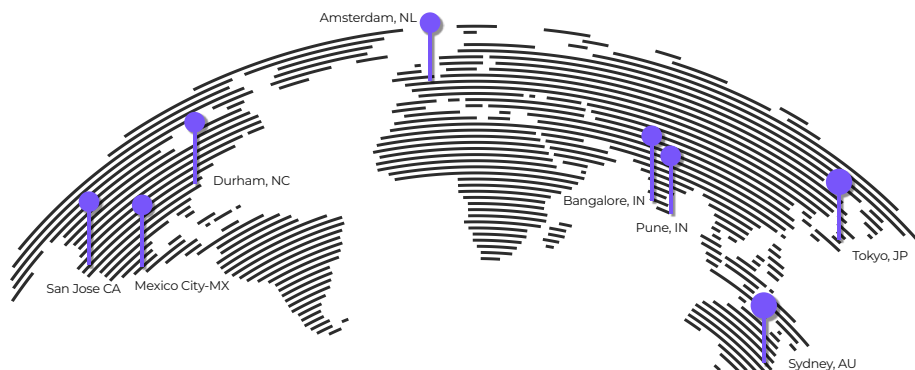 Amsterdam, NL
Durham, NC
Bangalore, IN
Pune, IN
Tokyo, JP
San Jose CA
Mexico City-MX
Sydney, AU